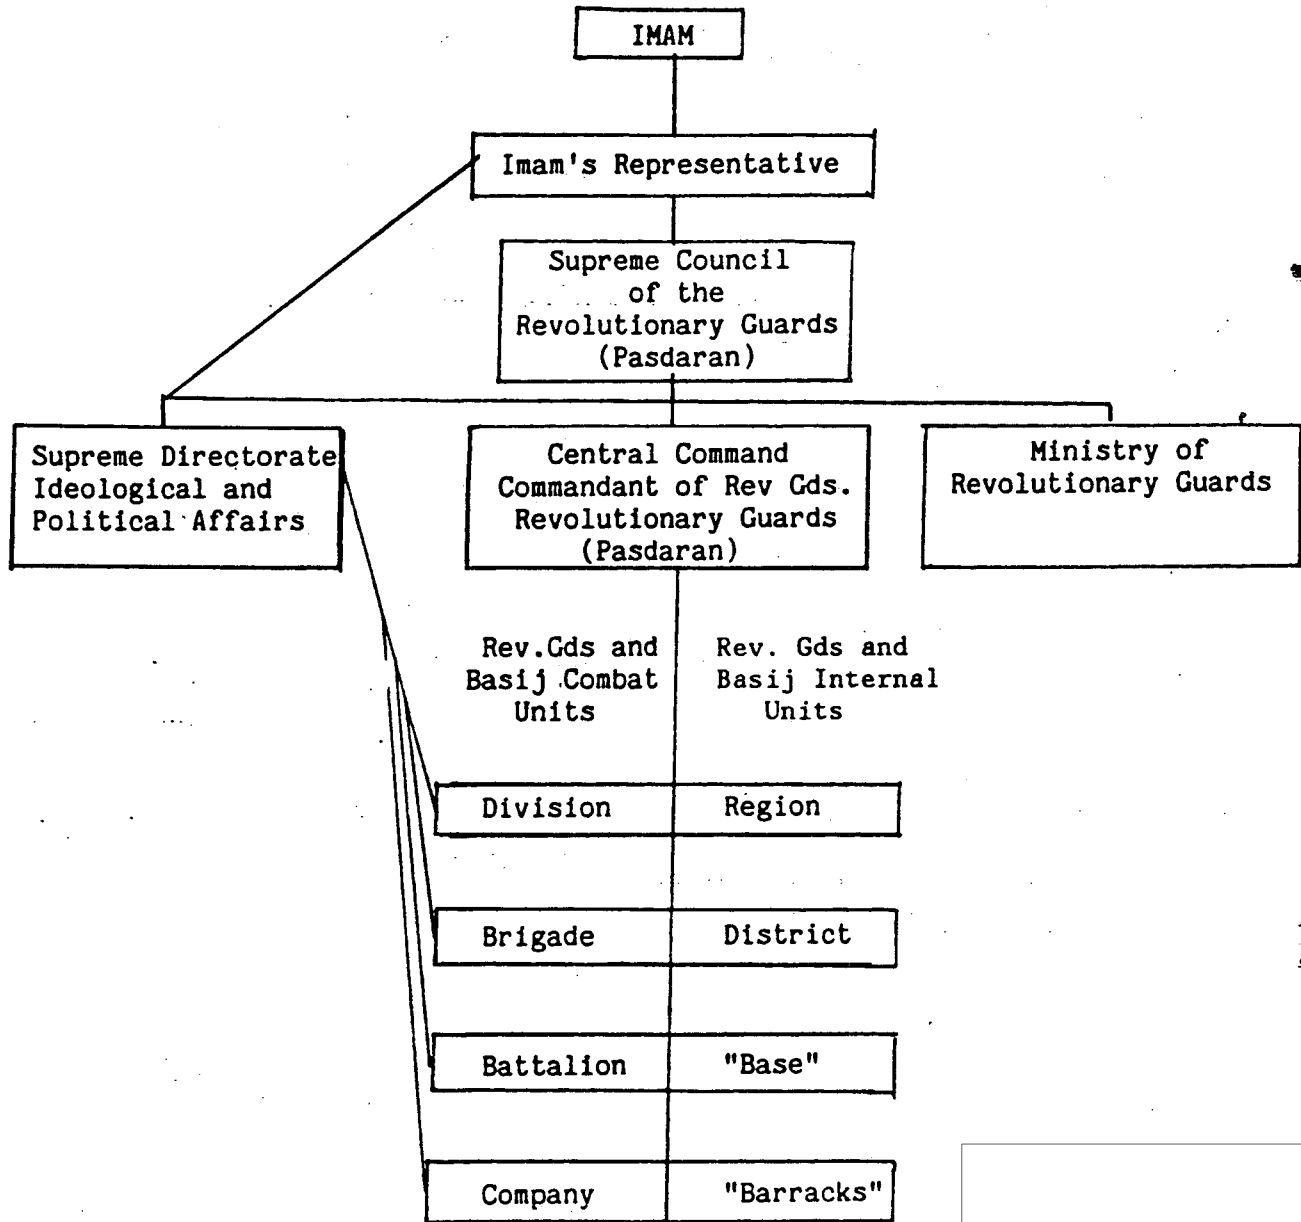 IMAM
Imam's Representative
Supreme Council
of the
Revolutionary Guards
(Pasdaran)
Supreme Directorate
Ideological and
Political Affairs
Central Command
Commandant of Rev Gds.
Revolutionary Guards
(Pasdaran)
Ministry of
Revolutionary Guards
Rev.Gds and
Basij Combat
Units
Rev. Gds and
Basij Internal
Units
Division
Region
Brigade
District
Battalion
"Base"
Company
"Barracks"